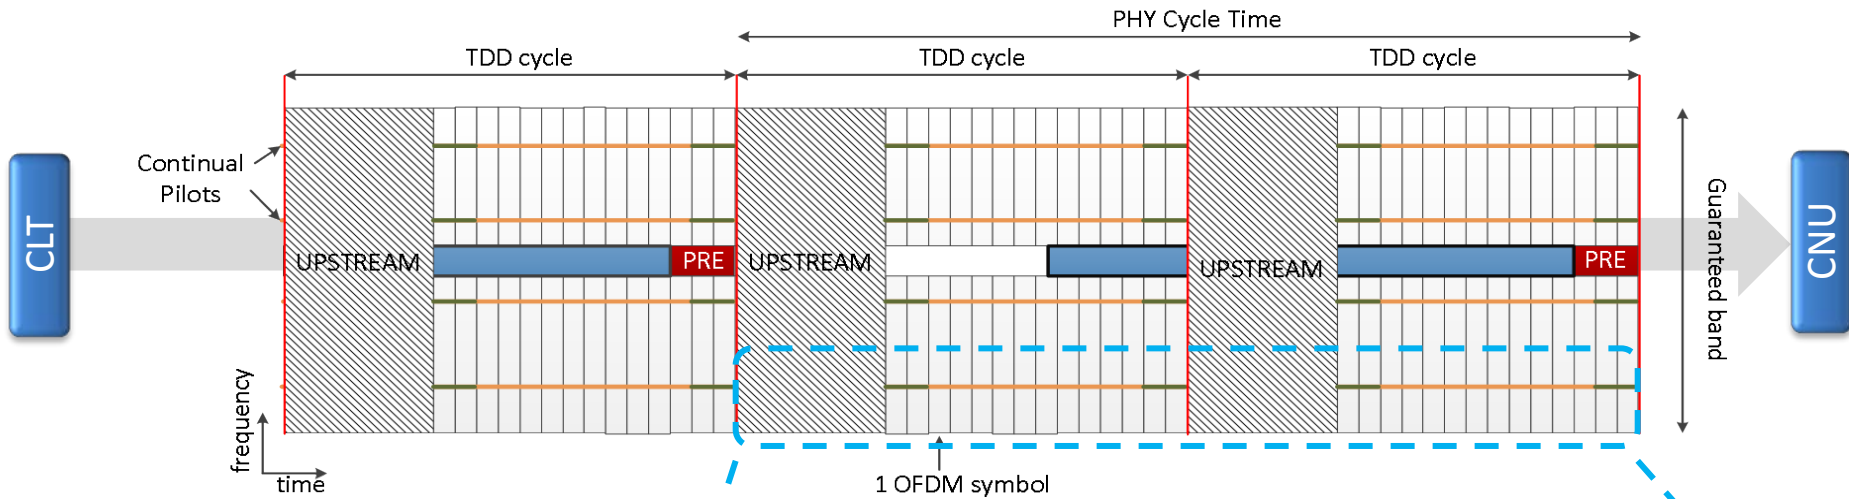 PHY Cycle Time
TDD cycle
TDD cycle
TDD cycle
Continual
Pilots
CLT
UPSTREAM
PRE
UPSTREAM
UPSTREAM
PRE
Guaranteed band
CNU
frequency
time
1 OFDM symbol